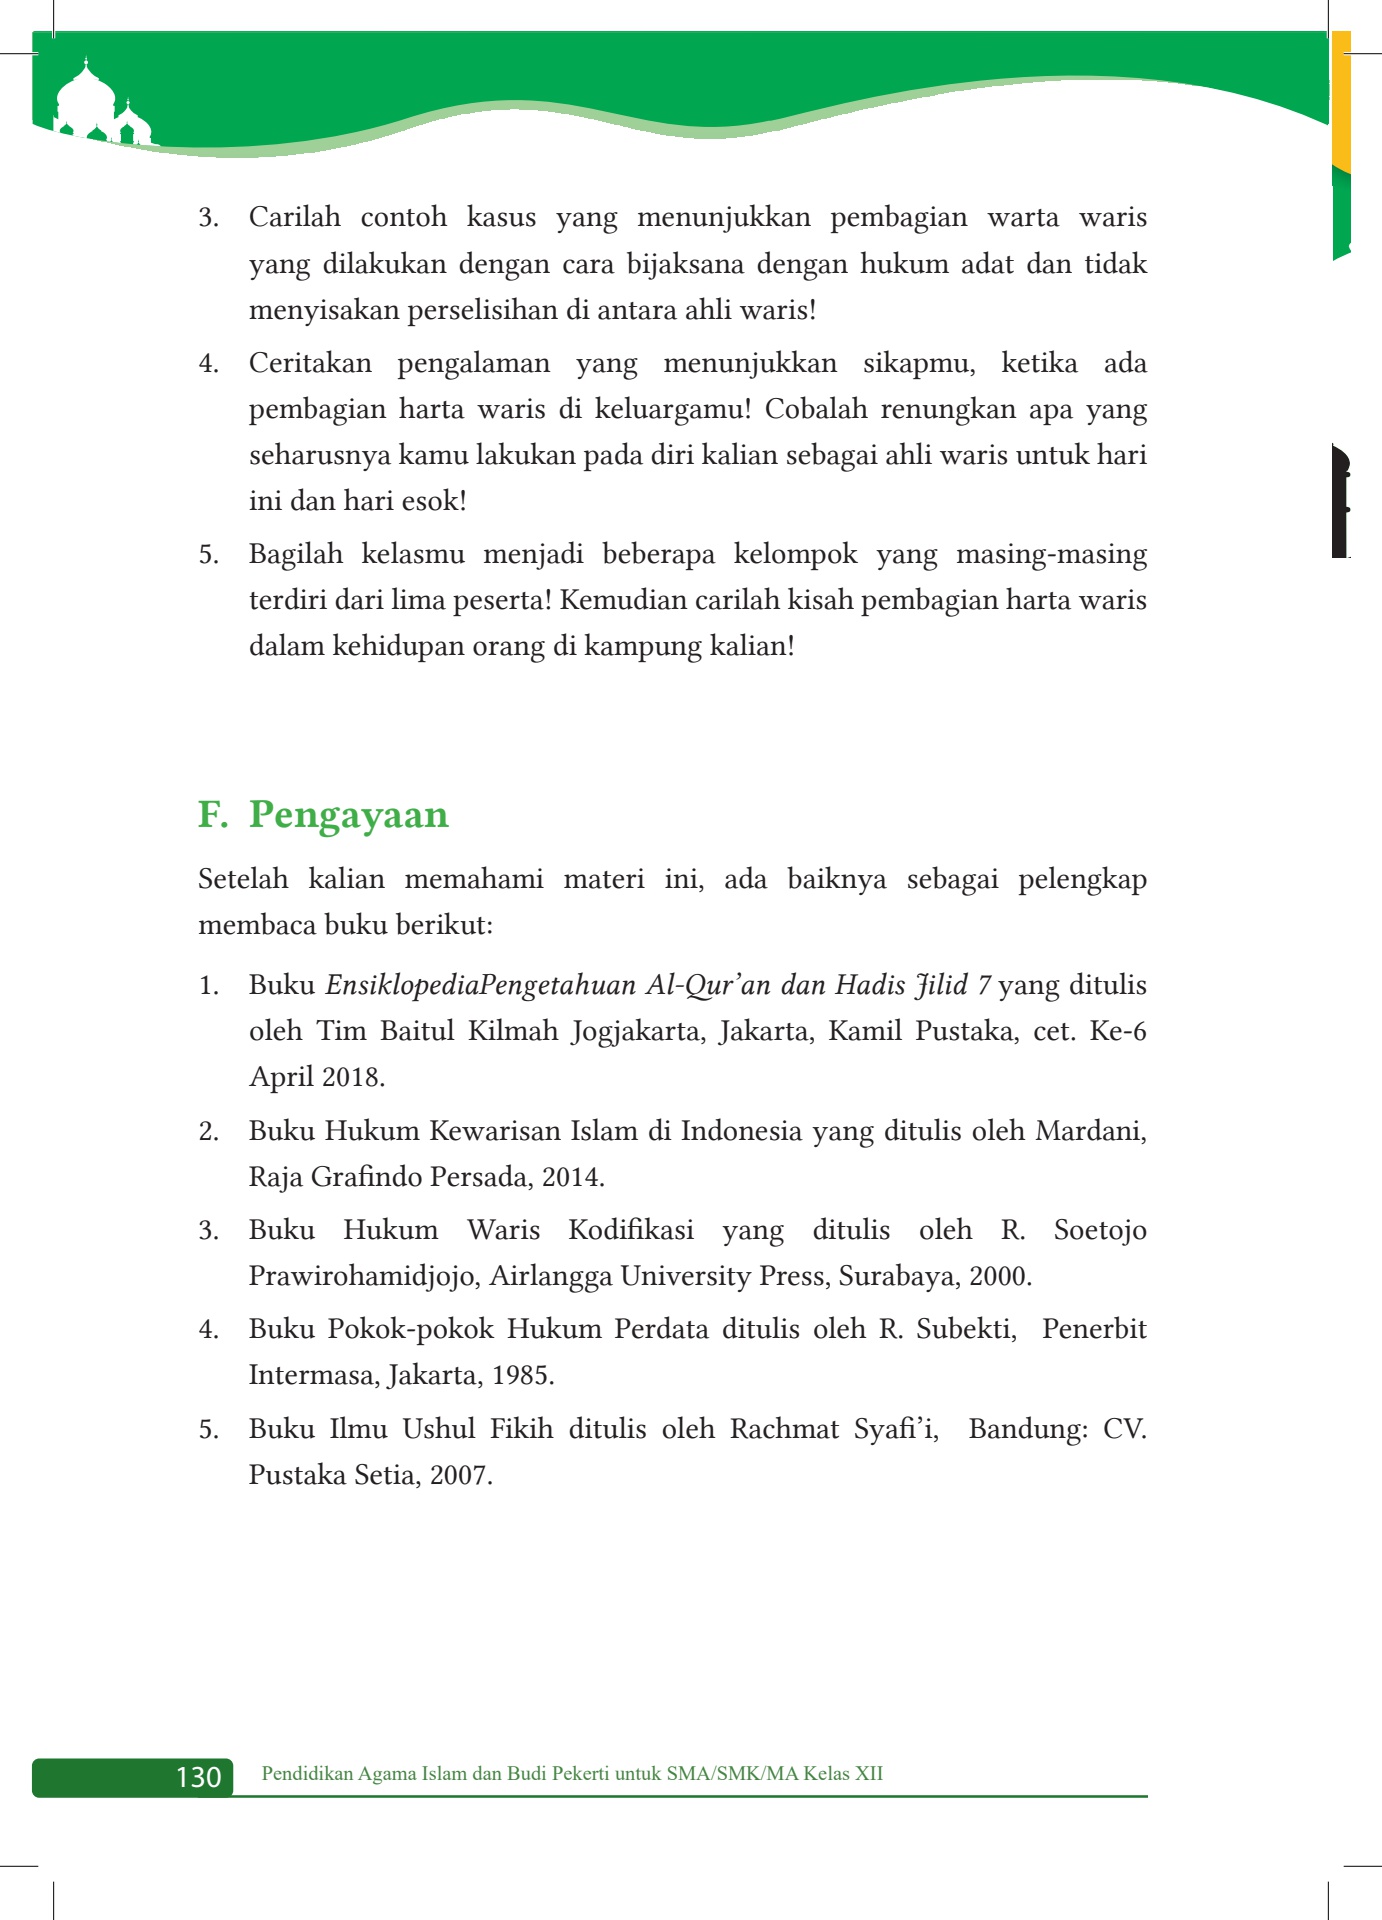 3. Carilah contoh kasus yang menunjukkan pembagian warta waris
yang dilakukan dengan cara bijaksana dengan hukum adat dan tidak
menyisakan perselisihan di antara ahli waris!
4. Ceritakan pengalaman yang menunjukkan sikapmu, ketika ada
pembagian harta waris di keluargamu! Cobalah renungkan apa yang
seharusnya kamu lakukan pada diri kalian sebagai ahli waris untuk hari
ini dan hari esok!
5. Bagilah kelasmu menjadi beberapa kelompok yang masing-masing
terdiri dari lima peserta! Kemudian carilah kisah pembagian harta waris
dalam kehidupan orang di kampung kalian!
F. Pengayaan
Setelah kalian memahami materi ini, ada baiknya sebagai pelengkap
membaca buku berikut:
1. Buku EnsiklopediaPengetahuan Al-Qur’an dan Hadis Jilid 7 yang ditulis
oleh Tim Baitul Kilmah Jogjakarta, Jakarta, Kamil Pustaka, cet. Ke-6
April 2018.
2. Buku Hukum Kewarisan Islam di Indonesia yang ditulis oleh Mardani,
Raja Grafindo Persada, 2014.
3. Buku Hukum Waris Kodifikasi yang ditulis oleh R. Soetojo
Prawirohamidjojo, Airlangga University Press, Surabaya, 2000.
4. Buku Pokok-pokok Hukum Perdata ditulis oleh R. Subekti, Penerbit
Intermasa, Jakarta, 1985.
5. Buku Ilmu Ushul Fikih ditulis oleh Rachmat Syafi’i, Bandung: CV.
Pustaka Setia, 2007.
130 Pendidikan Agama Islam dan Budi Pekerti untuk SMA/SMK/MA Kelas XII